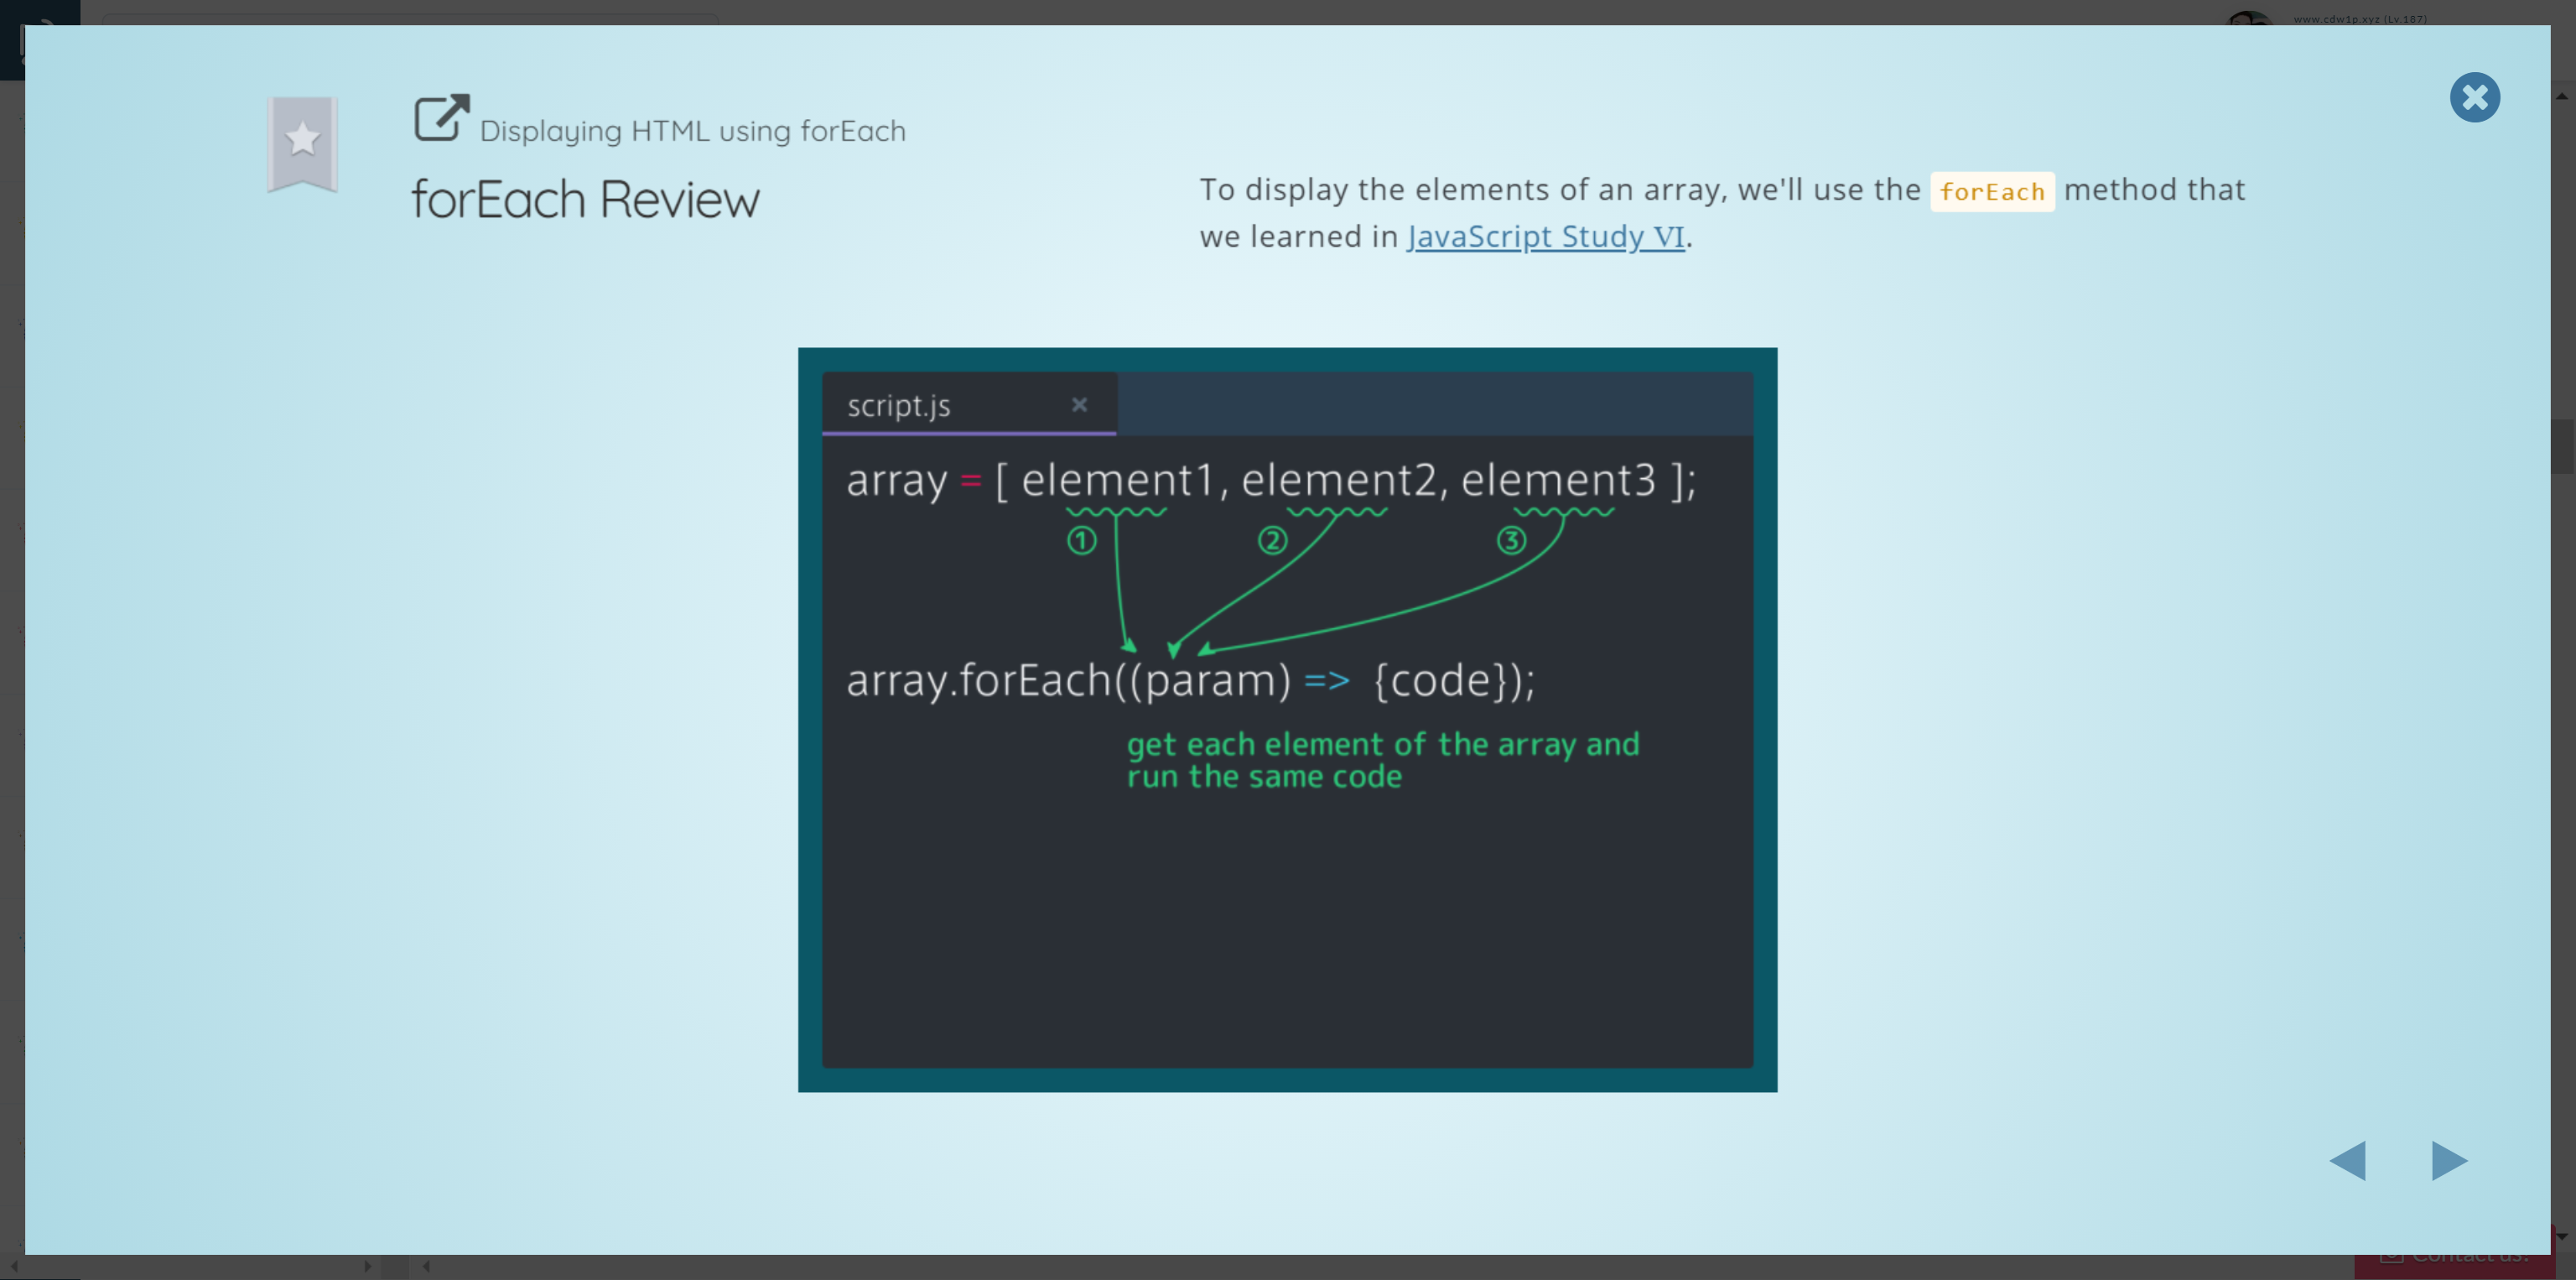 www.cdw1p.xyz (Lv.187)
Displaying HTML using forEach
forEach Review
To display the elements of an array, we'll use the forEach method that
we learned in JavaScript Study VI.
script.js
array = [ element1, element2, element3 ];
① ② ③
array.forEach((param) => {code});
get each element of the array and
run the same code
Contact us!